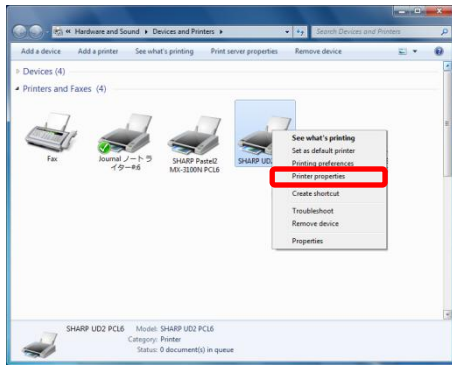 Hardware and Sound ▸ Devices and Printers ▸
Search Devices and Printers
Add a device Add a printer See what's printing Print server properties Remove device
Devices (4)
Printers and Faxes (4)
Fax
Journal ノート ライター#6
SHARP Pastel2 MX-3100N PCL6
SHARP UD2
See what's printing
Set as default printer
Printing preferences
Printer properties
Create shortcut
Troubleshoot
Remove device
Properties
SHARP UD2 PCL6 Model: SHARP UD2 PCL6
Category: Printer
Status: 0 document(s) in queue